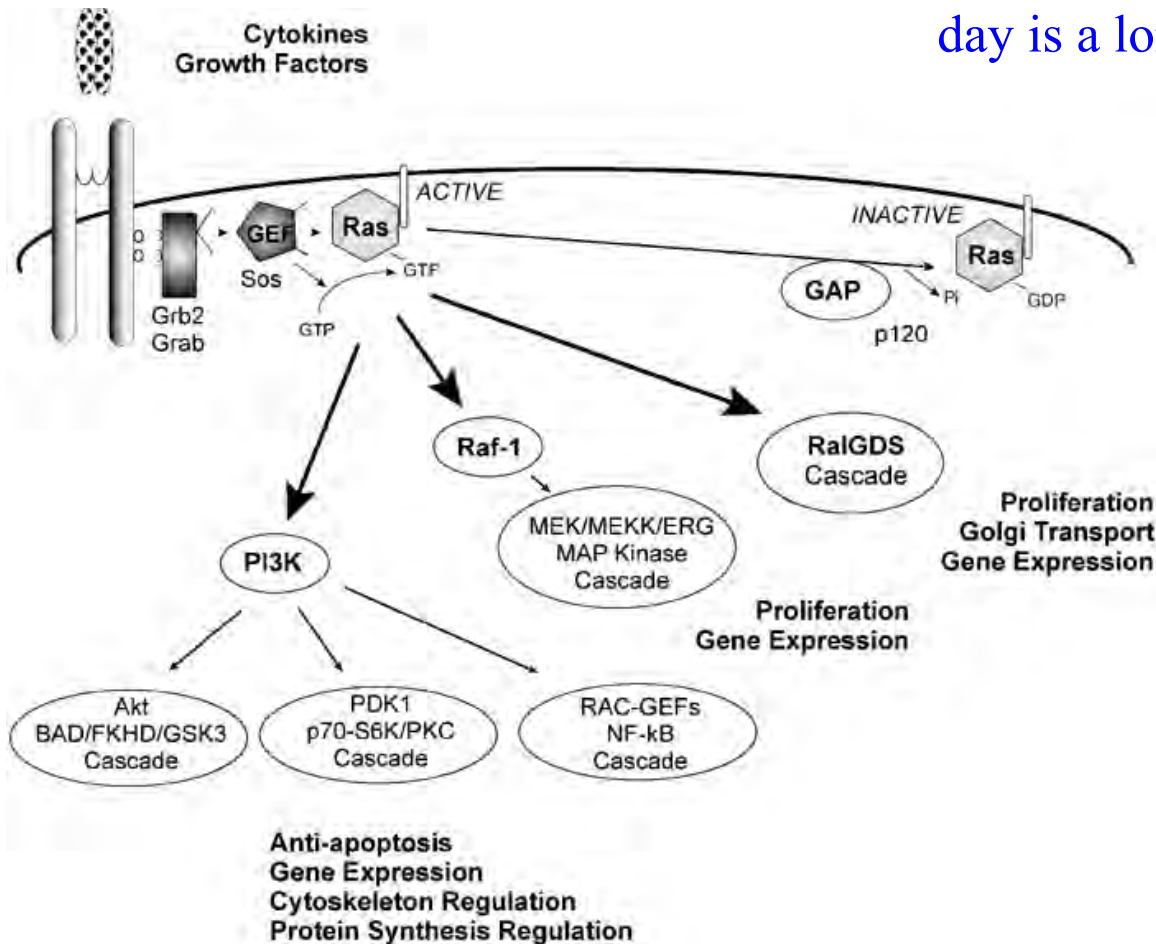 day is a lo
Cytokines
Growth Factors
ACTIVE
INACTIVE
GEF
Ras
Ras
Sos
GTP
GTP
GAP
Pi
GDP
Grb2
Grab
p120
Raf-1
RalGDS
Cascade
MEK/MEKK/ERG
MAP Kinase
Cascade
Proliferation
Golgi Transport
Gene Expression
PI3K
Proliferation
Gene Expression
Akt
BAD/FKHD/GSK3
Cascade
PDK1
p70-S6K/PKC
Cascade
RAC-GEFs
NF-kB
Cascade
Anti-apoptosis
Gene Expression
Cytoskeleton Regulation
Protein Synthesis Regulation